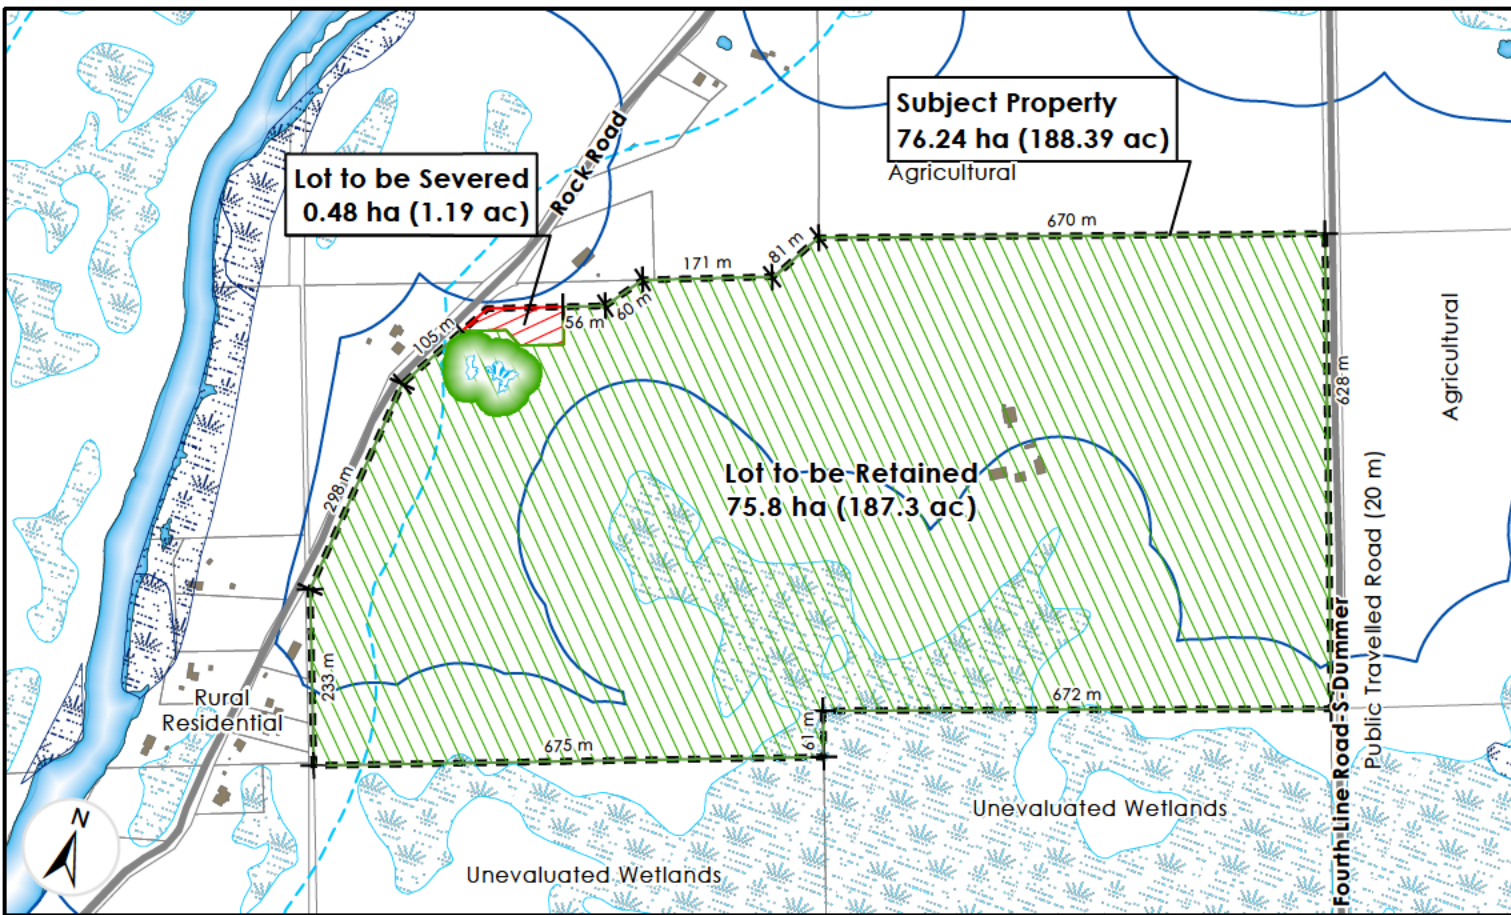 Subject Property
76.24 ha (188.39 ac)
Agricultural
Lot to be Severed
0.48 ha (1.19 ac)
Rock Road
670 m
81 m
171 m
60 m
56 m
105 m
298 m
233 m
628 m
Agricultural
Lot to be Retained
75.8 ha (187.3 ac)
Rural
Residential
675 m
61 m
672 m
Fourth Line Road-S-Dummer
Public Travelled Road (20 m)
Unevaluated Wetlands
Unevaluated Wetlands
N